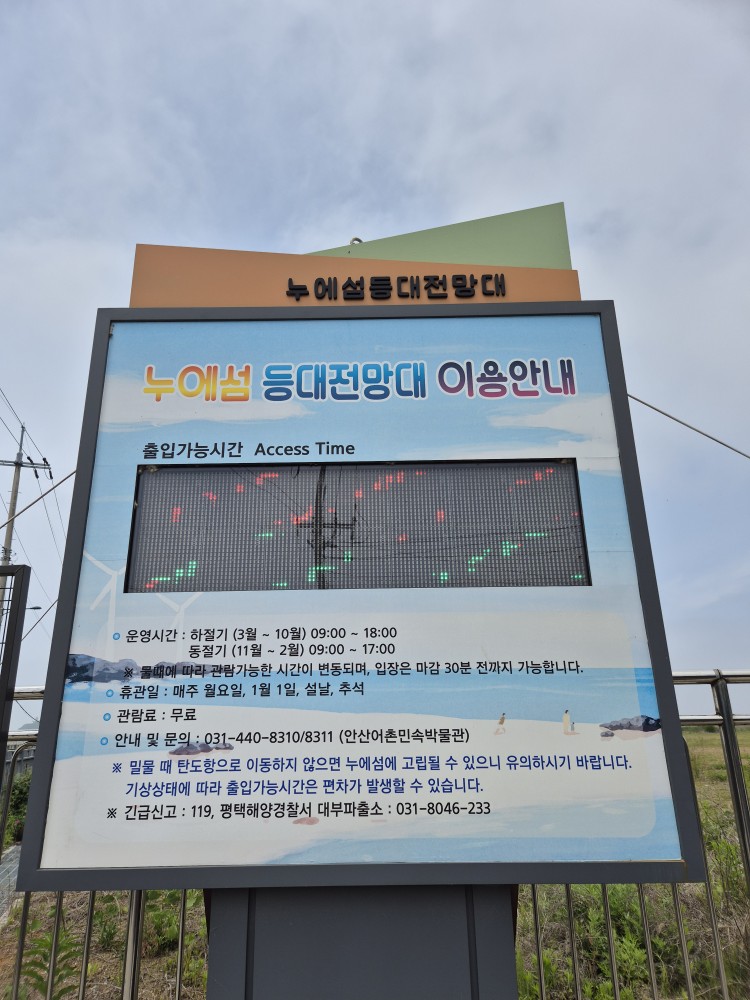 누에섬등대전망대
누에섬 등대전망대 이용안내
출입가능시간 Access Time
운영시간 : 하절기 (3월 ~ 10월) 09:00 ~ 18:00
동절기 (11월 ~ 2월) 09:00 ~ 17:00
※ 물때에 따라 관람가능한 시간이 변동되며, 입장은 마감 30분 전까지 가능합니다.
휴관일 : 매주 월요일, 1월 1일, 설날, 추석
관람료 : 무료
안내 및 문의 : 031-440-8310/8311 (안산어촌민속박물관)
※ 밀물 때 탄도항으로 이동하지 않으면 누에섬에 고립될 수 있으니 유의하시기 바랍니다.
기상상태에 따라 출입가능시간은 편차가 발생할 수 있습니다.
※ 긴급신고 : 119, 평택해양경찰서 대부파출소 : 031-8046-233